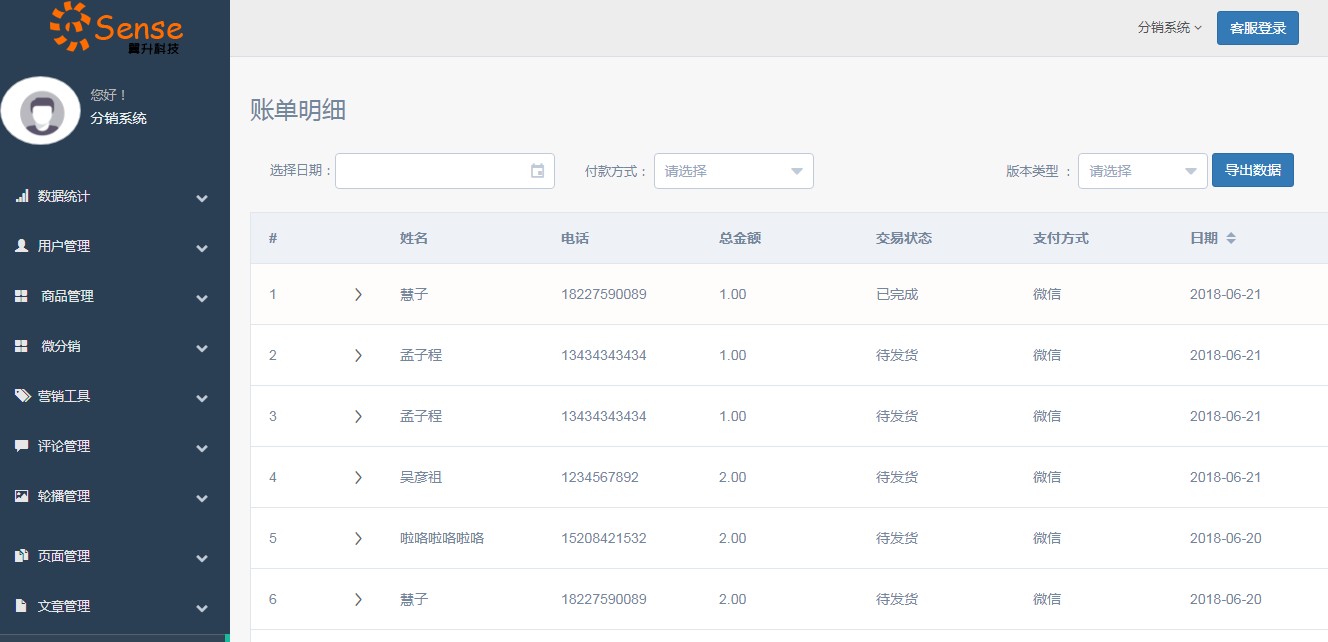 Sense
翼升科技
您好！
分销系统
数据统计
用户管理
商品管理
微分销
营销工具
评论管理
轮播管理
页面管理
文章管理
分销系统
客服登录
账单明细
选择日期：
付款方式： 请选择
版本类型 ： 请选择
导出数据
# 姓名 电话 总金额 交易状态 支付方式 日期
1 慧子 18227590089 1.00 已完成 微信 2018-06-21
2 孟子程 13434343434 1.00 待发货 微信 2018-06-21
3 孟子程 13434343434 1.00 待发货 微信 2018-06-21
4 吴彦祖 1234567892 2.00 待发货 微信 2018-06-21
5 啦咯啦咯啦咯 15208421532 2.00 待发货 微信 2018-06-20
6 慧子 18227590089 2.00 待发货 微信 2018-06-20